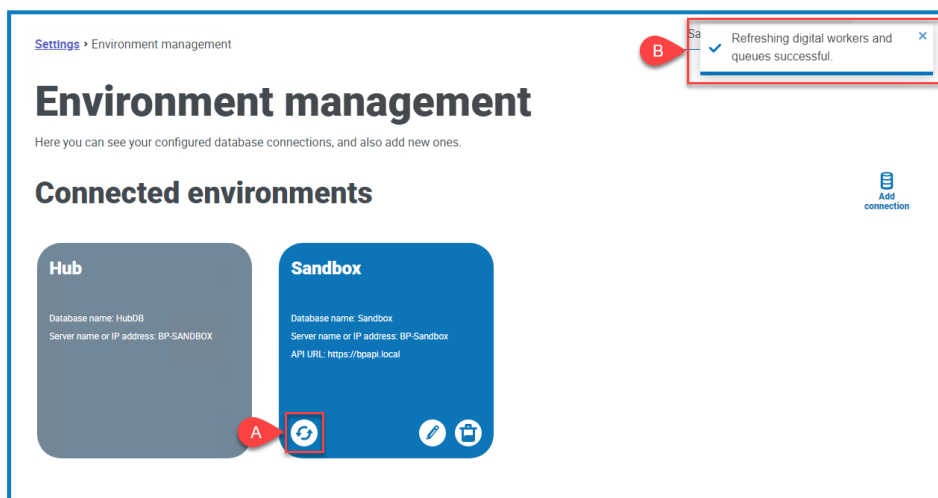 Settings › Environment management
Sa
B
Refreshing digital workers and
queues successful.
Environment management
Here you can see your configured database connections, and also add new ones.
Connected environments
Add
connection
Hub
Database name: HubDB
Server name or IP address: BP-SANDBOX
Sandbox
Database name: Sandbox
Server name or IP address: BP-Sandbox
API URL: https://bpapi.local
A